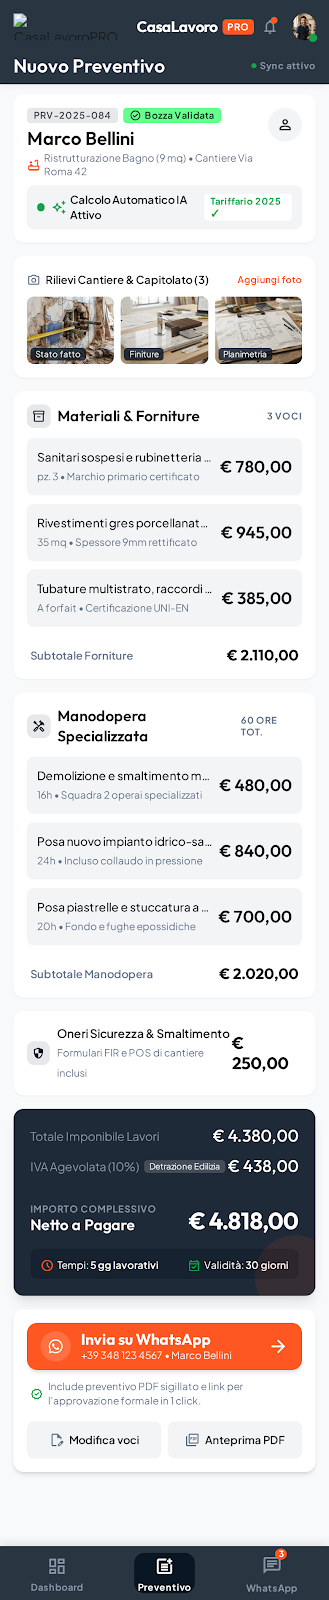 CasaLavoroPRO
CasaLavoro PRO
Nuovo Preventivo
Sync attivo
PRV-2025-084
Bozza Validata
Marco Bellini
Ristrutturazione Bagno (9 mq) • Cantiere Via
Roma 42
Calcolo Automatico IA
Attivo
Tariffario 2025
✓
Rilievi Cantiere & Capitolato (3)
Aggiungi foto
Stato fatto
Finiture
Planimetria
Materiali & Forniture
3 VOCI
Sanitari sospesi e rubinetteria ...
€ 780,00
pz. 3 • Marchio primario certificato
Rivestimenti gres porcellanat...
€ 945,00
35 mq • Spessore 9mm rettificato
Tubature multistrato, raccordi ...
€ 385,00
A forfait • Certificazione UNI-EN
Subtotale Forniture
€ 2.110,00
Manodopera
Specializzata
60 ORE
TOT.
Demolizione e smaltimento m...
€ 480,00
16h • Squadra 2 operai specializzati
Posa nuovo impianto idrico-sa...
€ 840,00
24h • Incluso collaudo in pressione
Posa piastrelle e stuccatura a ...
€ 700,00
20h • Fondo e fughe epossidiche
Subtotale Manodopera
€ 2.020,00
Oneri Sicurezza & Smaltimento
Formulari FIR e POS di cantiere
inclusi
€
250,00
Totale Imponibile Lavori
€ 4.380,00
IVA Agevolata (10%)
Detrazione Edilizia
€ 438,00
IMPORTO COMPLESSIVO
Netto a Pagare
€ 4.818,00
Tempi: 5 gg lavorativi
Validità: 30 giorni
Invia su WhatsApp
+39 348 123 4567 • Marco Bellini
Include preventivo PDF sigillato e link per
l'approvazione formale in 1 click.
Modifica voci
Anteprima PDF
Dashboard
Preventivo
3
WhatsApp